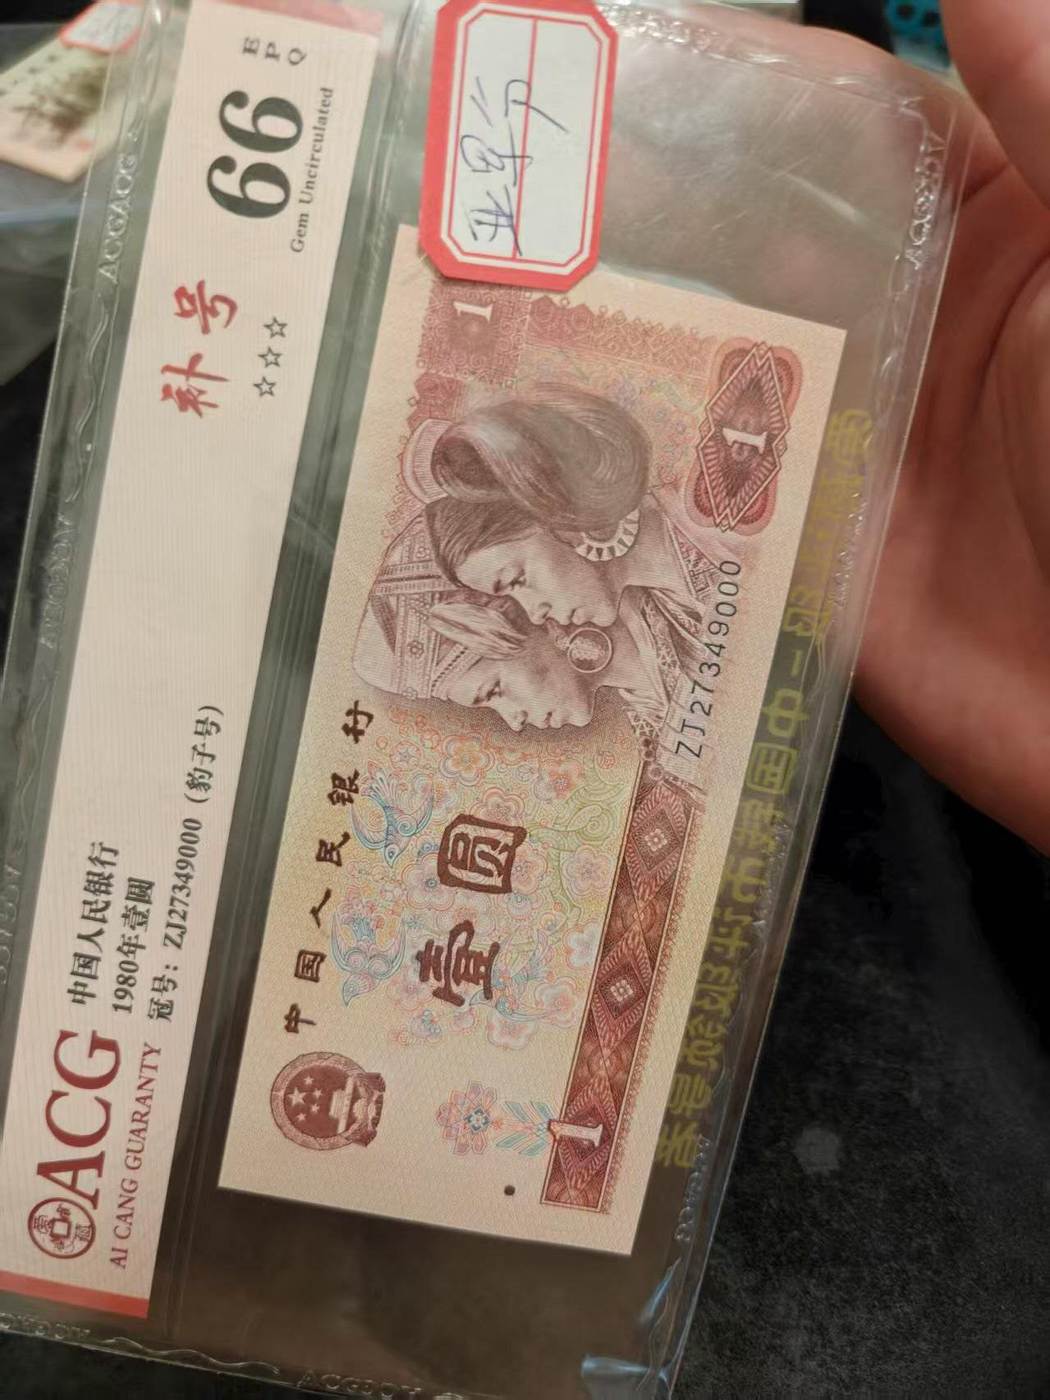 ACG
AI CANG GUARANTY
中国人民银行
1980年壹圆
冠号：ZJ27349000（豹子号）
补号
☆☆☆
66
EPQ
Gem Uncirculated
亚军
中国人民银行
壹圆
1
1
1
ZJ27349000